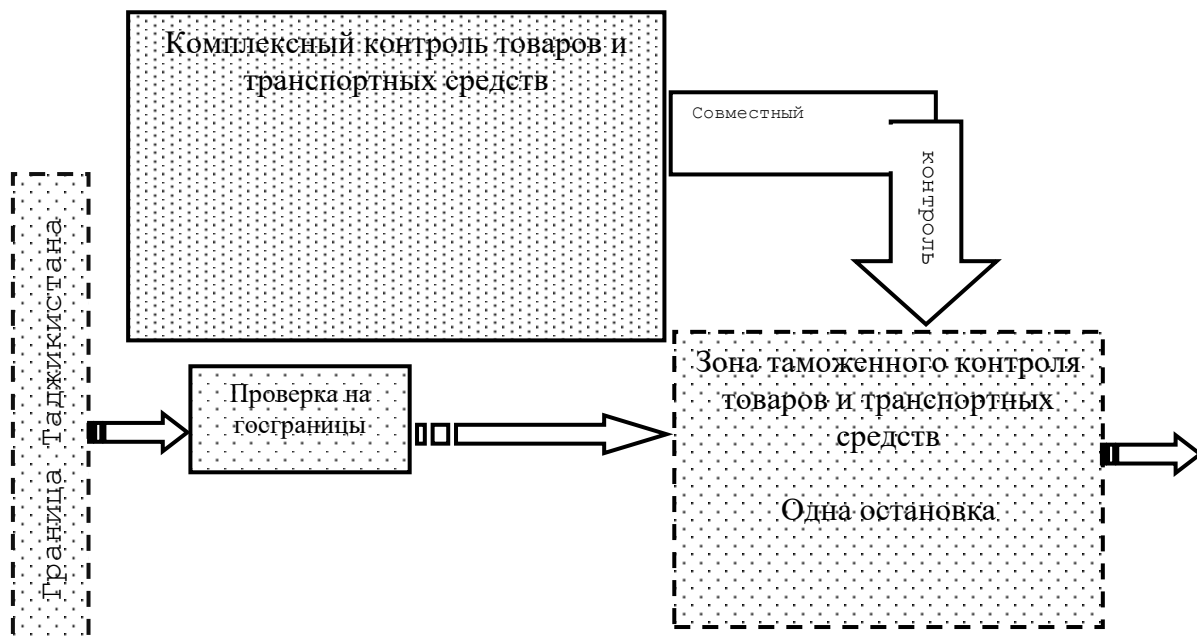 Комплексный контроль товаров и
транспортных средств
Совместный
контроль
Граница Таджикистана
Проверка на
госграницы
Зона таможенного контроля
товаров и транспортных
средств
Одна остановка